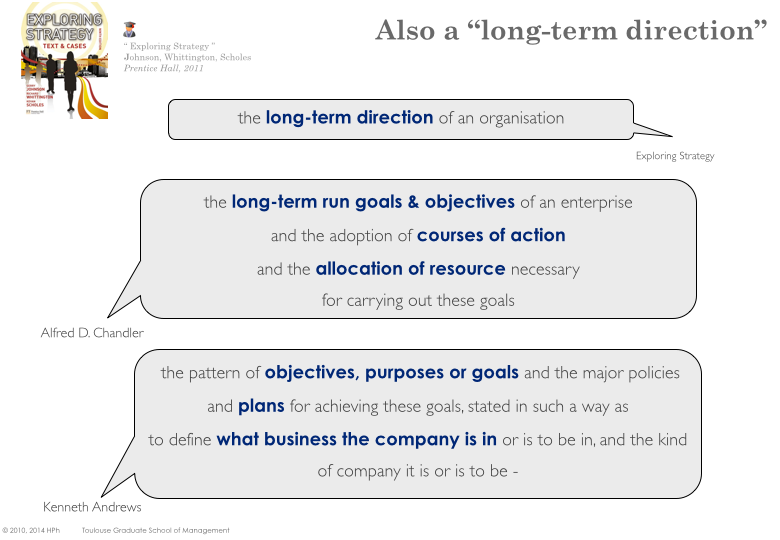 EXPLORING
STRATEGY
TEXT & CASES
Also a “long-term direction”
“ Exploring Strategy ”
Johnson, Whittington, Scholes
Prentice Hall, 2011
the long-term direction of an organisation
Exploring Strategy
the long-term run goals & objectives of an enterprise
and the adoption of courses of action
and the allocation of resource necessary
for carrying out these goals
Alfred D. Chandler
the pattern of objectives, purposes or goals and the major policies
and plans for achieving these goals, stated in such a way as
to define what business the company is in or is to be in, and the kind
of company it is or is to be -
Kenneth Andrews
© 2010, 2014 HPh Toulouse Graduate School of Management